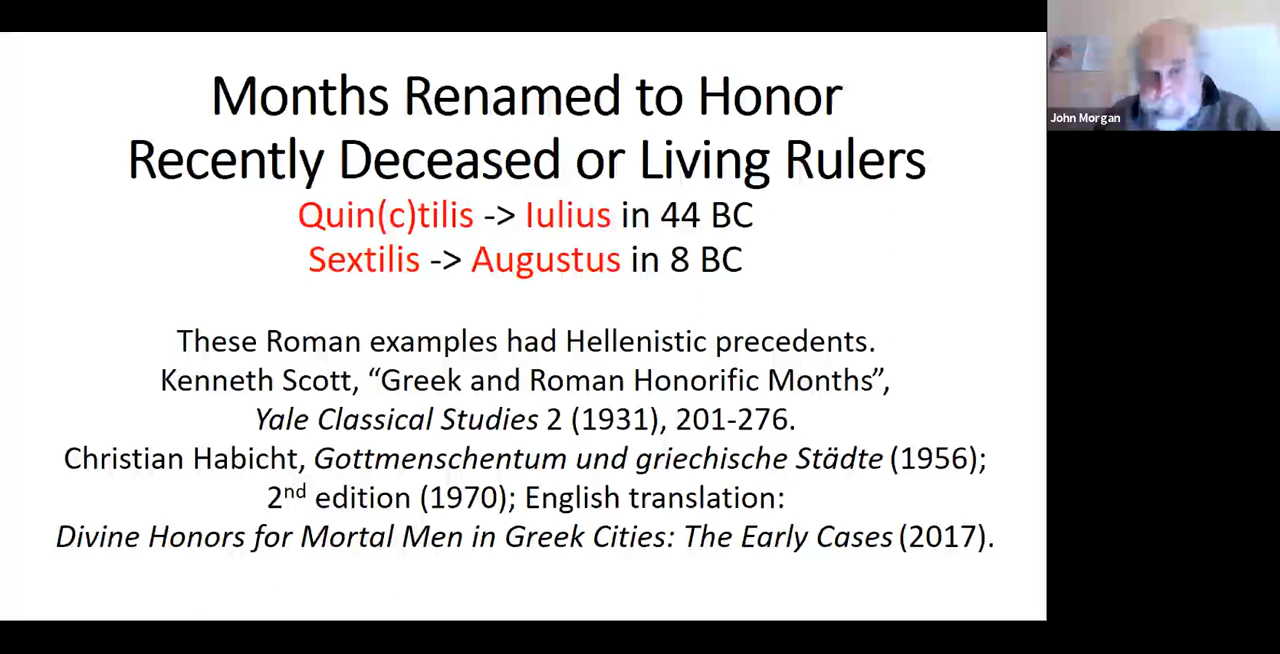 Months Renamed to Honor
Recently Deceased or Living Rulers
Quin(c)tilis -> Iulius in 44 BC
Sextilis -> Augustus in 8 BC
These Roman examples had Hellenistic precedents.
Kenneth Scott, “Greek and Roman Honorific Months”,
Yale Classical Studies 2 (1931), 201-276.
Christian Habicht, Gottmenschentum und griechische Städte (1956);
2nd edition (1970); English translation:
Divine Honors for Mortal Men in Greek Cities: The Early Cases (2017).
John Morgan